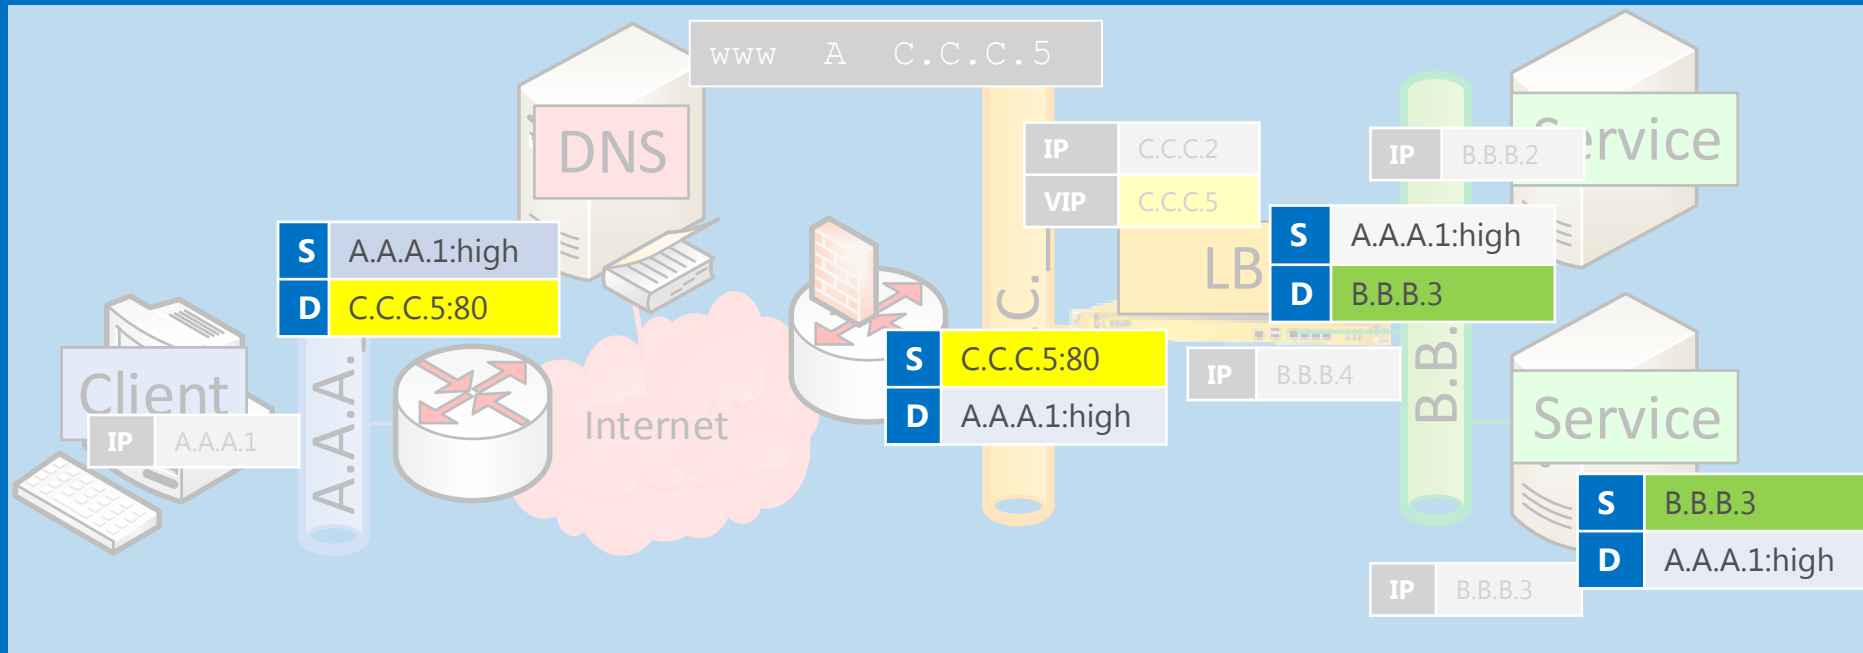 www A C.C.C.5
DNS
IP C.C.C.2
VIP C.C.C.5
IP B.B.B.2
Service
S A.A.A.1:high
D C.C.C.5:80
LB
S A.A.A.1:high
D B.B.B.3
Client
IP A.A.A.1
A.A.A._
Internet
S C.C.C.5:80
D A.A.A.1:high
C._
IP B.B.B.4
B.B.
Service
S B.B.B.3
D A.A.A.1:high
IP B.B.B.3